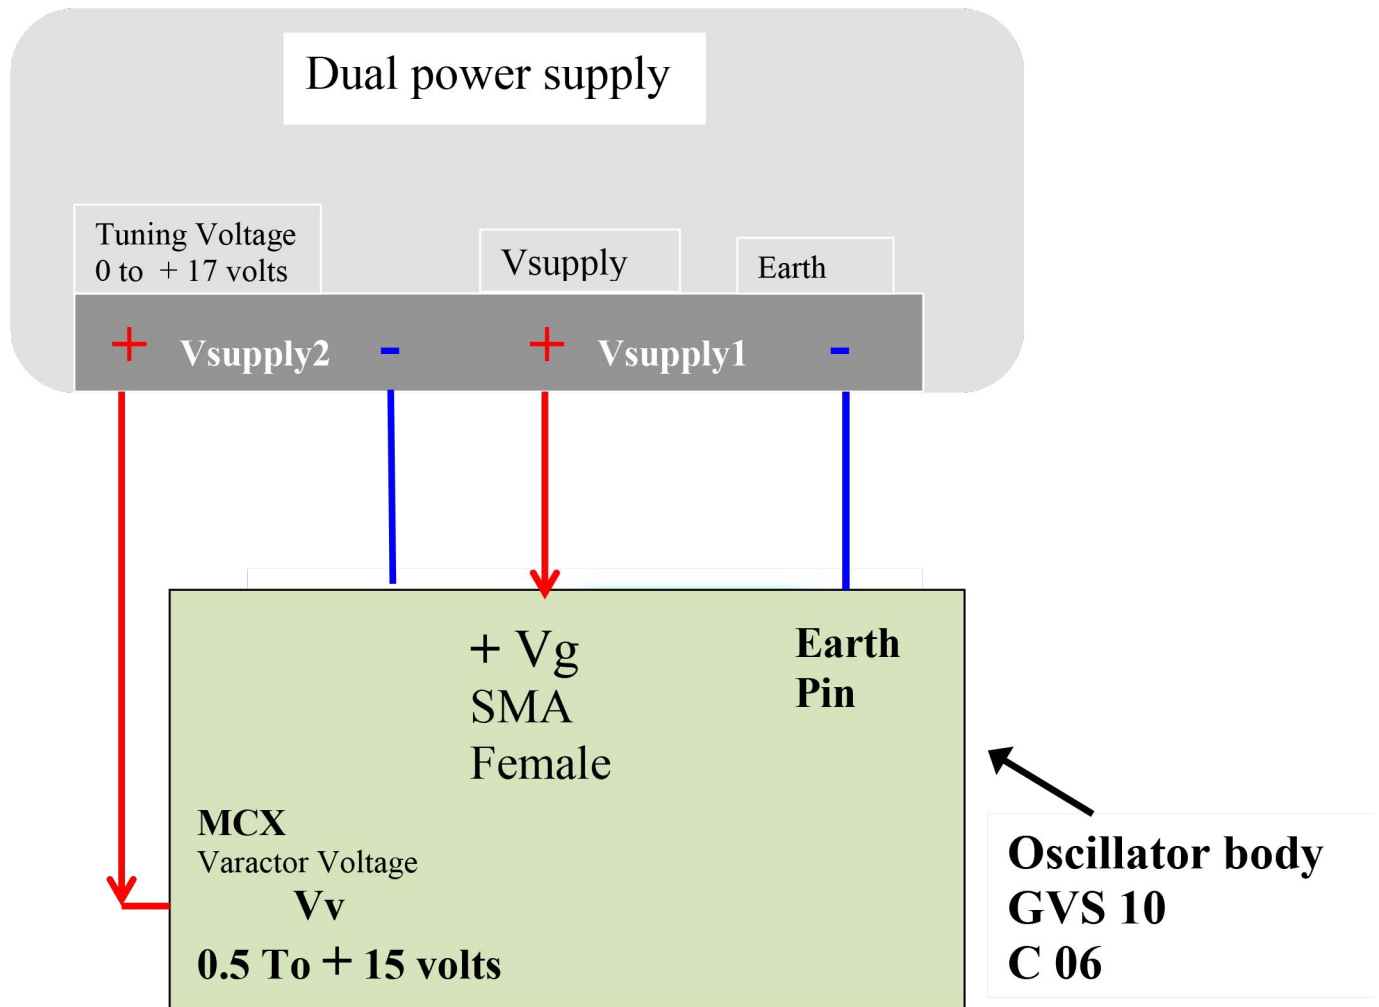 Dual power supply
Tuning Voltage
0 to + 17 volts
Vsupply
Earth
+ Vsupply2 - + Vsupply1 -
+ Vg
SMA
Female
Earth
Pin
MCX
Varactor Voltage
Vv
0.5 To + 15 volts
Oscillator body
GVS 10
C 06